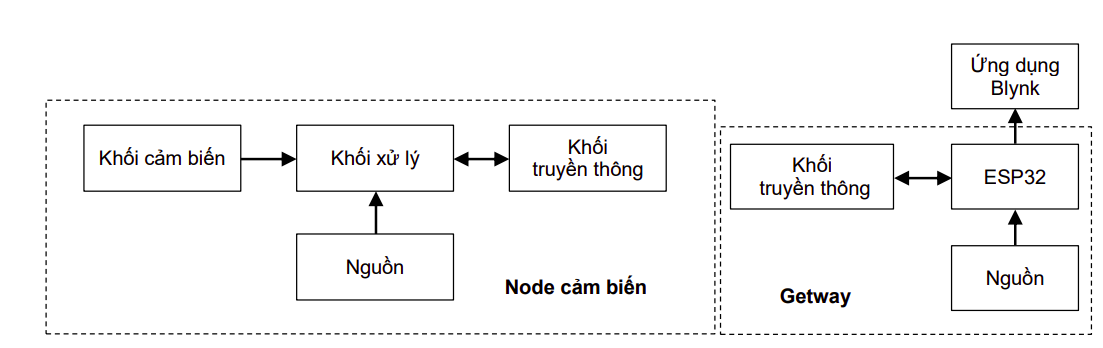 Ứng dụng
Blynk
Khối cảm biến
Khối xử lý
Khối
truyền thông
Khối
truyền thông
ESP32
Nguồn
Nguồn
Node cảm biến
Getway